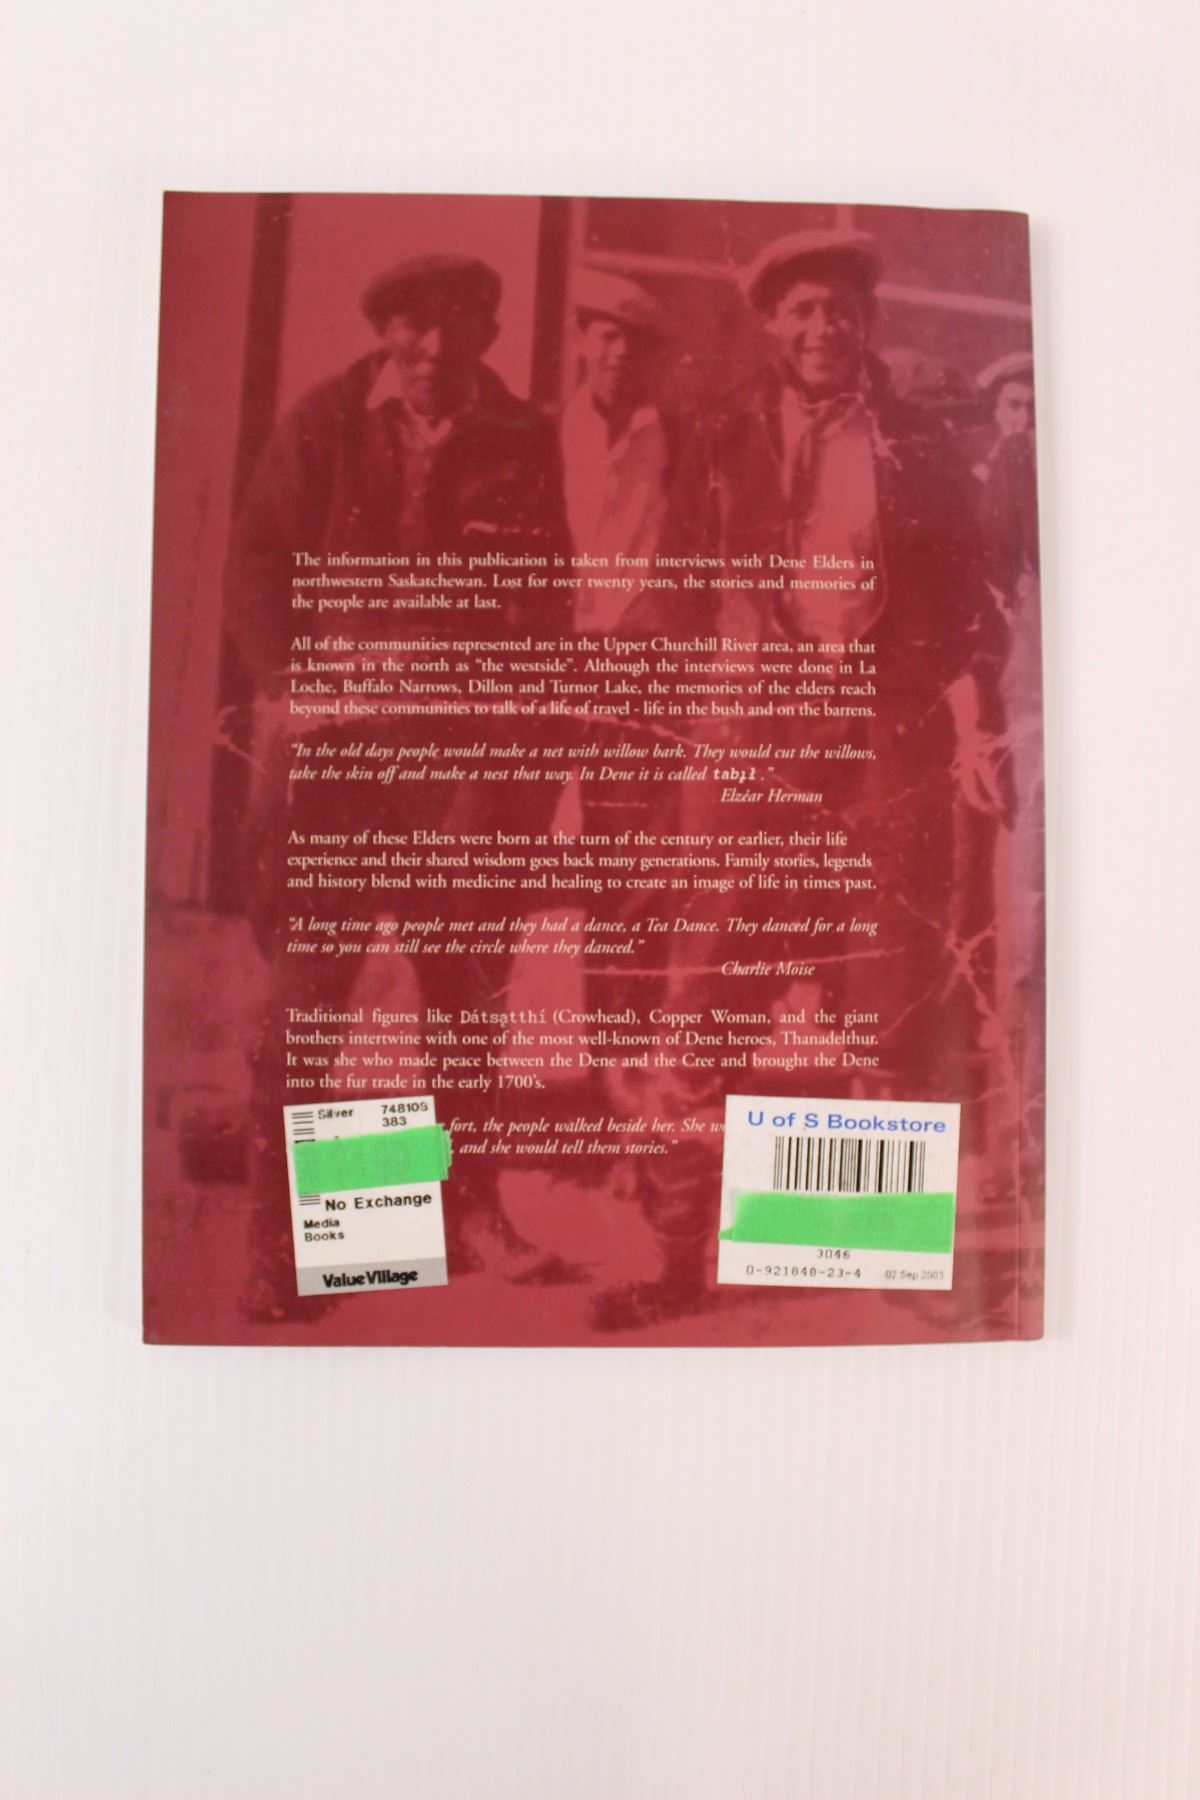 The information in this publication is taken from interviews with Dene Elders in
northwestern Saskatchewan. Lost for over twenty years, the stories and memories of
the people are available at last.
All of the communities represented are in the Upper Churchill River area, an area that
is known in the north as "the westside". Although the interviews were done in La
Loche, Buffalo Narrows, Dillon and Turnor Lake, the memories of the elders reach
beyond these communities to talk of a life of travel - life in the bush and on the barrens.
"In the old days people would make a net with willow bark. They would cut the willows,
take the skin off and make a nest that way. In Dene it is called tabı̨ł."
Elzéar Herman
As many of these Elders were born at the turn of the century or earlier, their life
experience and their shared wisdom goes back many generations. Family stories, legends
and history blend with medicine and healing to create an image of life in times past.
"A long time ago people met and they had a dance, a Tea Dance. They danced for a long
time so you can still see the circle where they danced."
Charlie Moise
Traditional figures like Dátsątthí (Crowhead), Copper Woman, and the giant
brothers intertwine with one of the most well-known of Dene heroes, Thanadelthur.
It was she who made peace between the Dene and the Cree and brought the Dene
into the fur trade in the early 1700's.
fort, the people walked beside her. She
, and she would tell them stories."
Silver 748106
383
No Exchange
Media
Books
Value Village
U of S Bookstore
3046
0-921848-23-4 02 Sep 2003